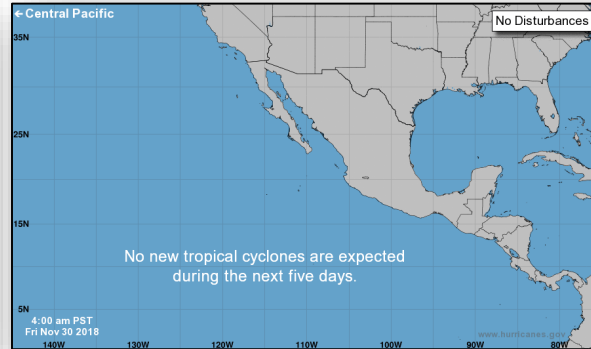 ← Central Pacific
No Disturbances
35N
25N
15N
No new tropical cyclones are expected
during the next five days.
5N
4:00 am PST
Fri Nov 30 2018
www.hurricanes.gov
140W 130W 120W 110W 100W 90W 80W